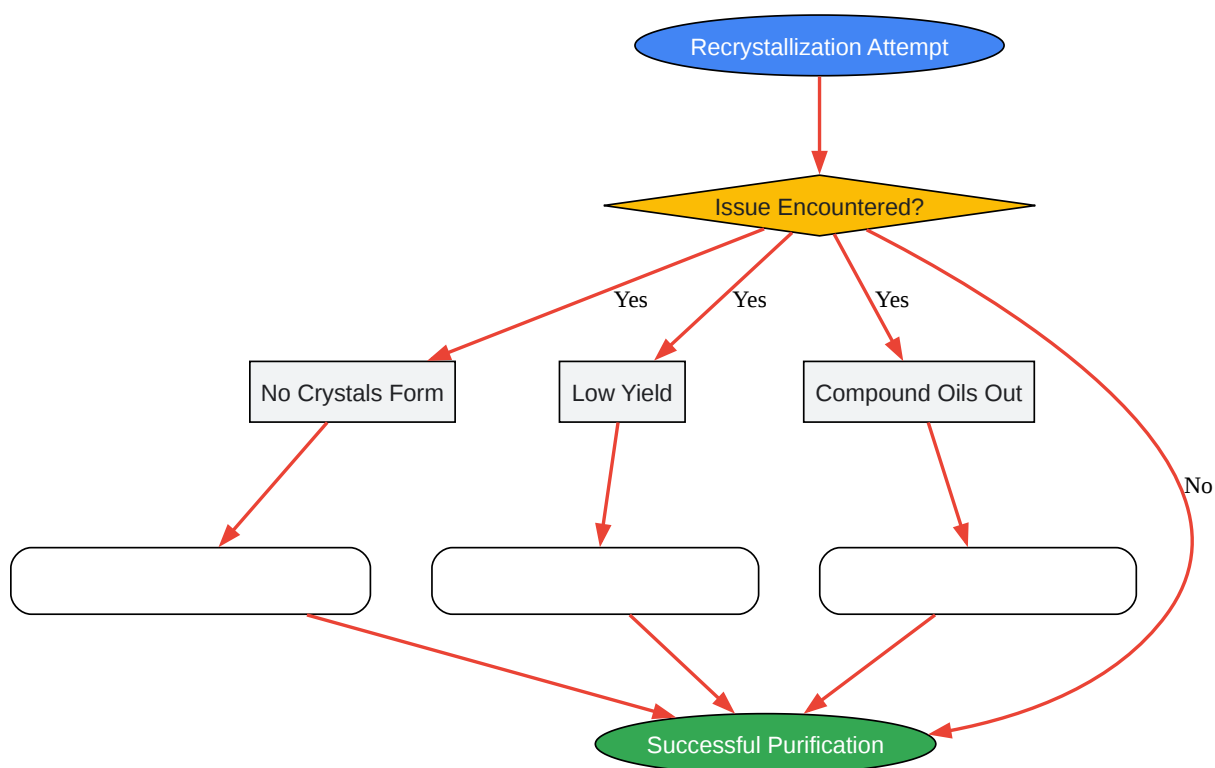 Recrystallization Attempt
Issue Encountered?
Yes
Yes
Yes
No Crystals Form
Low Yield
Compound Oils Out
No
Successful Purification